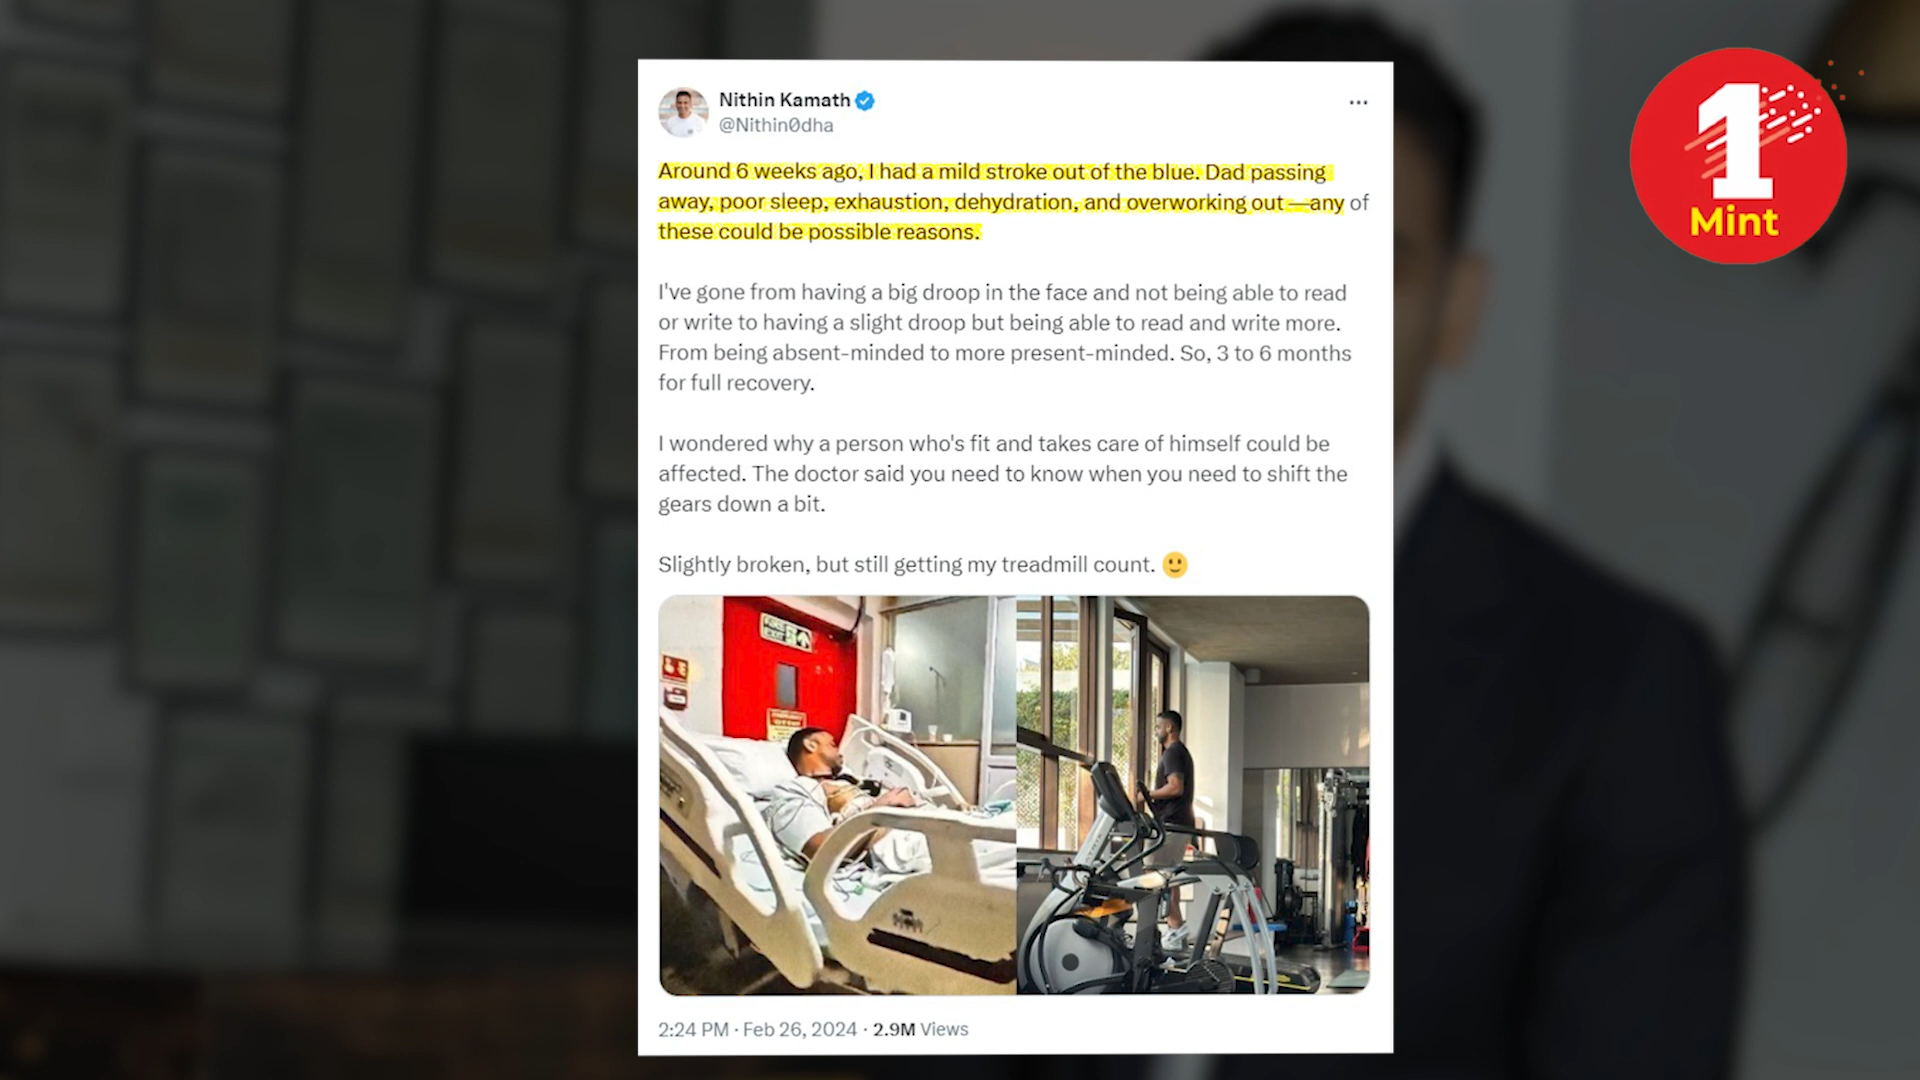 Nithin Kamath
@Nithin0dha
Around 6 weeks ago, I had a mild stroke out of the blue. Dad passing
away, poor sleep, exhaustion, dehydration, and overworking out —any of
these could be possible reasons.
I've gone from having a big droop in the face and not being able to read
or write to having a slight droop but being able to read and write more.
From being absent-minded to more present-minded. So, 3 to 6 months
for full recovery.
I wondered why a person who's fit and takes care of himself could be
affected. The doctor said you need to know when you need to shift the
gears down a bit.
Slightly broken, but still getting my treadmill count. 🙂
FIRE
EXIT
2:24 PM · Feb 26, 2024 · 2.9M Views
1
Mint